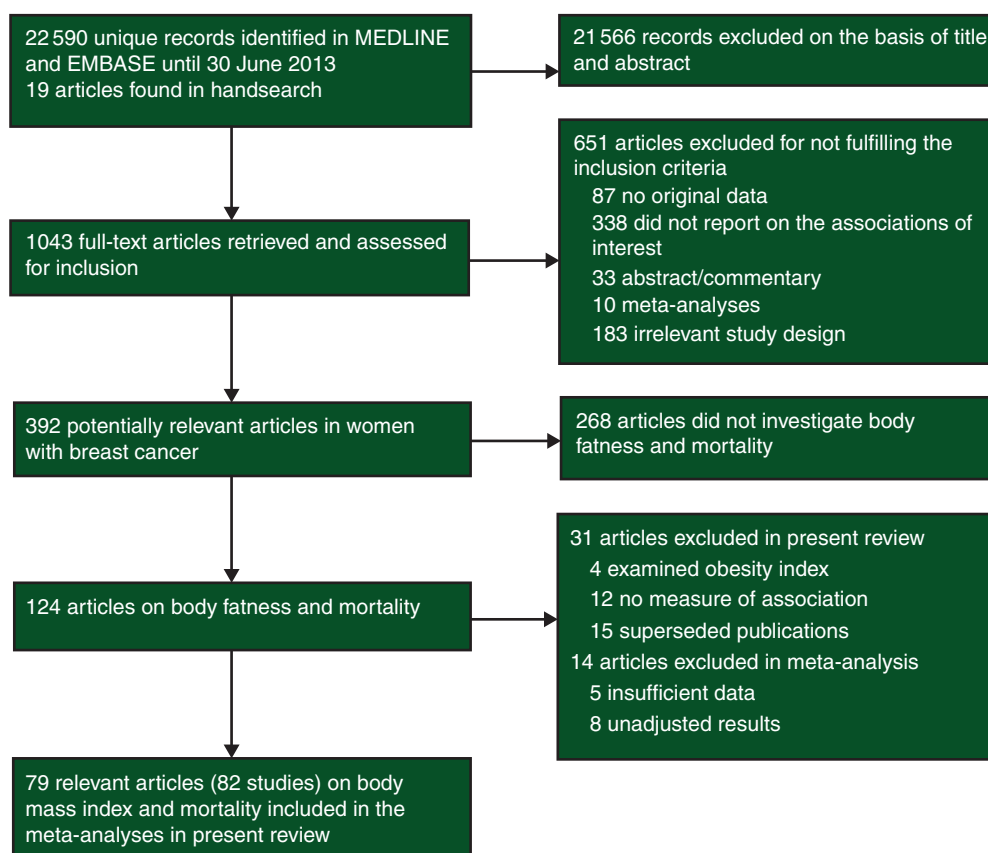 22 590 unique records identified in MEDLINE
and EMBASE until 30 June 2013
19 articles found in handsearch
21 566 records excluded on the basis of title
and abstract
651 articles excluded for not fulfilling the
inclusion criteria
87 no original data
338 did not report on the associations of
interest
33 abstract/commentary
10 meta-analyses
183 irrelevant study design
1043 full-text articles retrieved and assessed
for inclusion
392 potentially relevant articles in women
with breast cancer
268 articles did not investigate body
fatness and mortality
31 articles excluded in present review
4 examined obesity index
12 no measure of association
15 superseded publications
14 articles excluded in meta-analysis
5 insufficient data
8 unadjusted results
124 articles on body fatness and mortality
79 relevant articles (82 studies) on body
mass index and mortality included in the
meta-analyses in present review